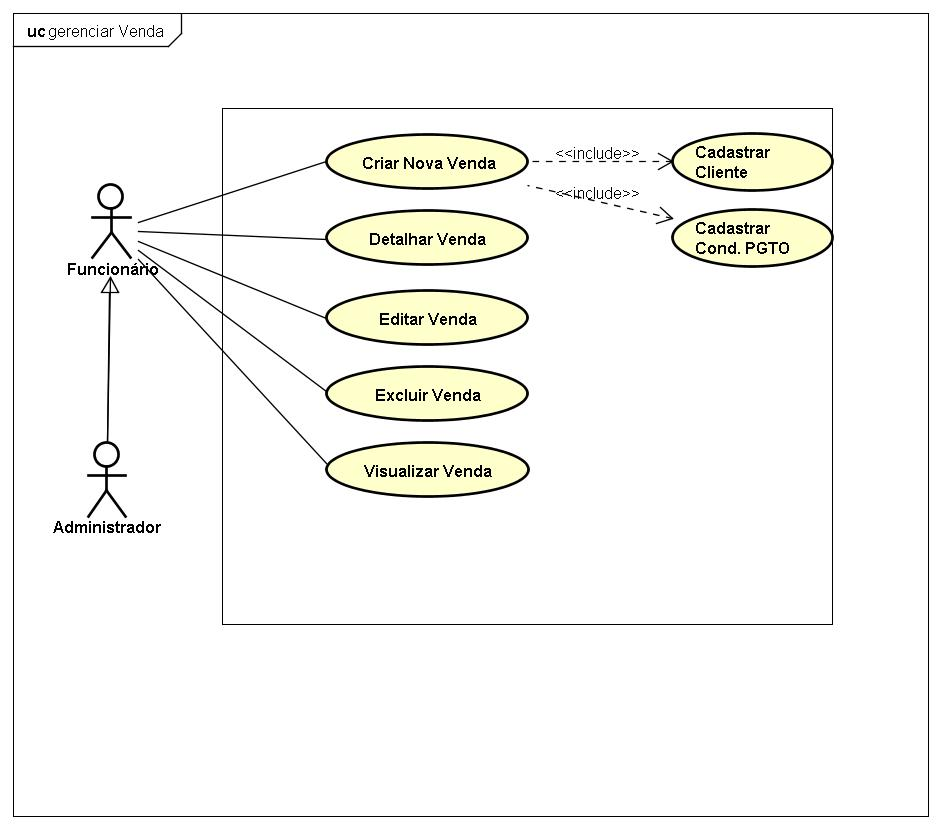 uc gerenciar Venda
Criar Nova Venda
<<include>>
Cadastrar
Cliente
<<include>>
Cadastrar
Cond. PGTO
Detalhar Venda
Funcionário
Editar Venda
Excluir Venda
Visualizar Venda
Administrador